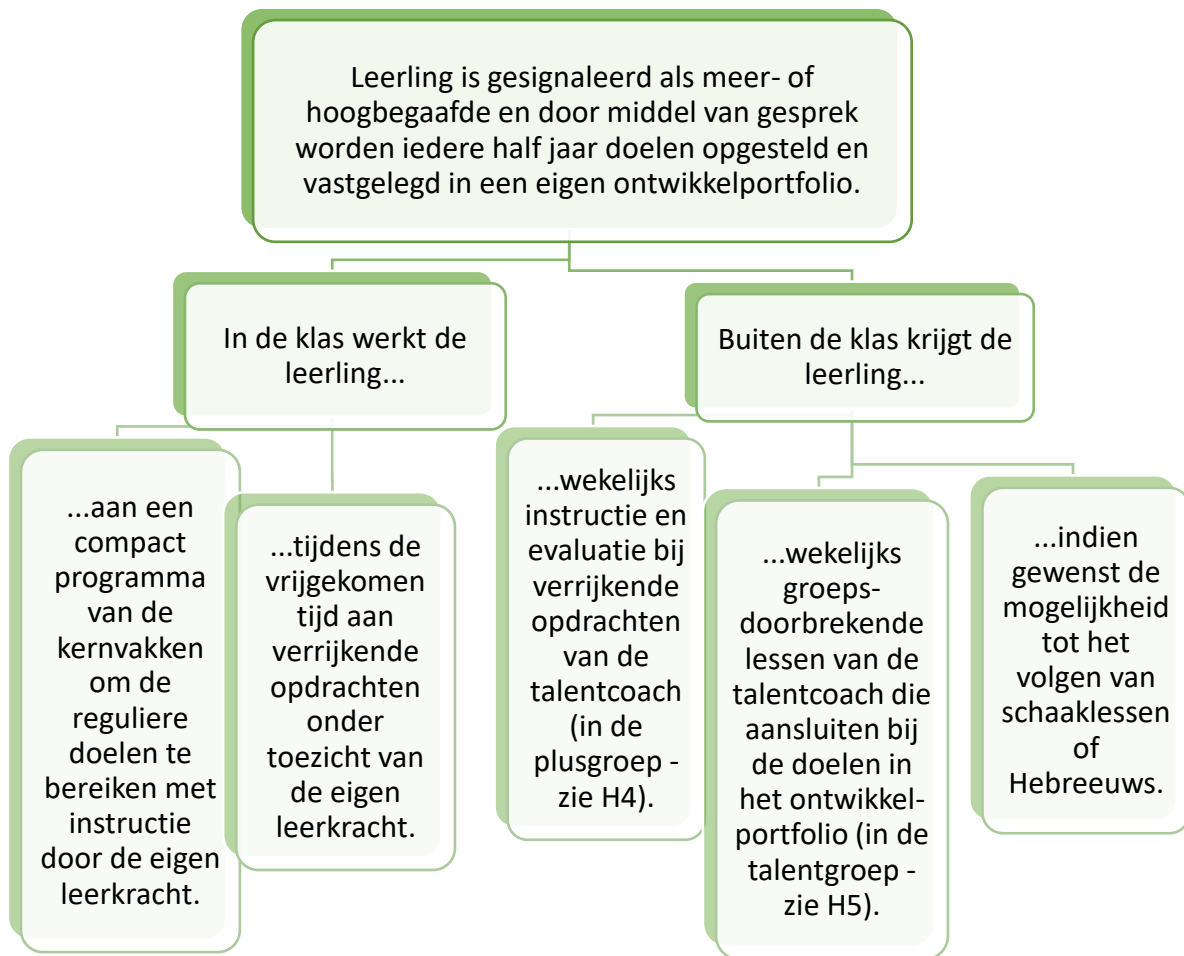 Leerling is gesignaleerd als meer- of
hoogbegaafde en door middel van gesprek
worden iedere half jaar doelen opgesteld en
vastgelegd in een eigen ontwikkelportfolio.
In de klas werkt de
leerling...
Buiten de klas krijgt de
leerling...
...aan een
compact
programma
van de
kernvakken
om de
reguliere
doelen te
bereiken met
instructie
door de eigen
leerkracht.
...tijdens de
vrijgekomen
tijd aan
verrijkende
opdrachten
onder
toezicht van
de eigen
leerkracht.
...wekelijks
instructie en
evaluatie bij
verrijkende
opdrachten
van de
talentcoach
(in de
plusgroep -
zie H4).
...wekelijks
groeps-
doorbrekende
lessen van de
talentcoach die
aansluiten bij
de doelen in
het ontwikkel-
portfolio (in de
talentgroep -
zie H5).
...indien
gewenst de
mogelijkheid
tot het
volgen van
schaaklessen
of
Hebreeuws.